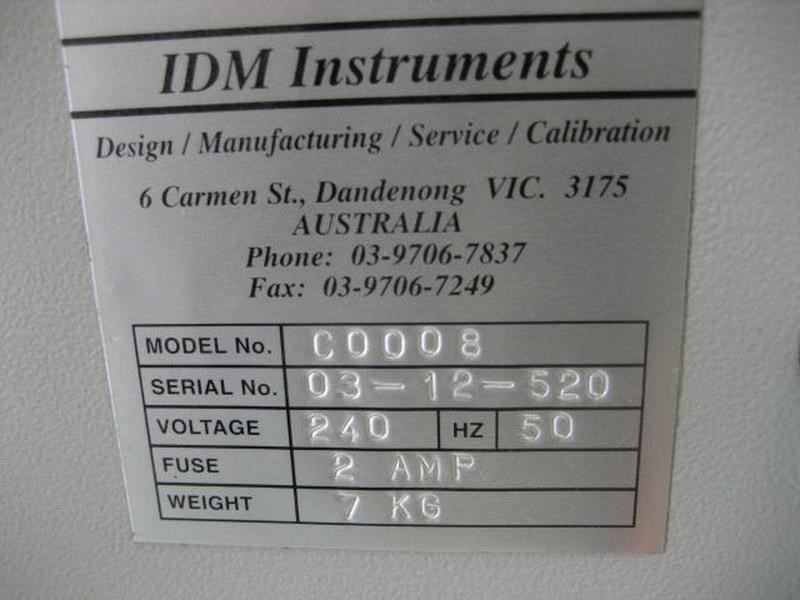 IDM Instruments
Design / Manufacturing / Service / Calibration
6 Carmen St., Dandenong VIC. 3175
AUSTRALIA
Phone: 03-9706-7837
Fax: 03-9706-7249
MODEL No. C0008
SERIAL No. 03-12-520
VOLTAGE 240 HZ 50
FUSE 2 AMP
WEIGHT 7 KG